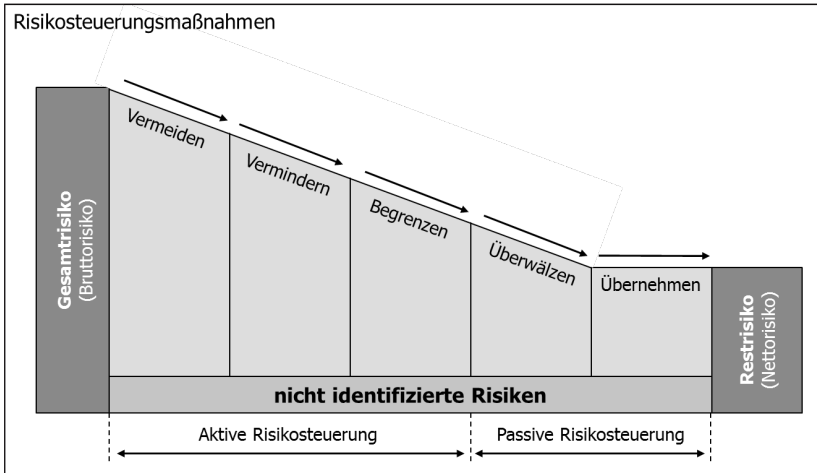 Risikosteuerungsmaßnahmen
Gesamtrisiko
(Bruttorisiko)
Vermeiden
Vermindern
Begrenzen
Überwälzen
Übernehmen
Restrisiko
(Nettorisiko)
nicht identifizierte Risiken
Aktive Risikosteuerung
Passive Risikosteuerung